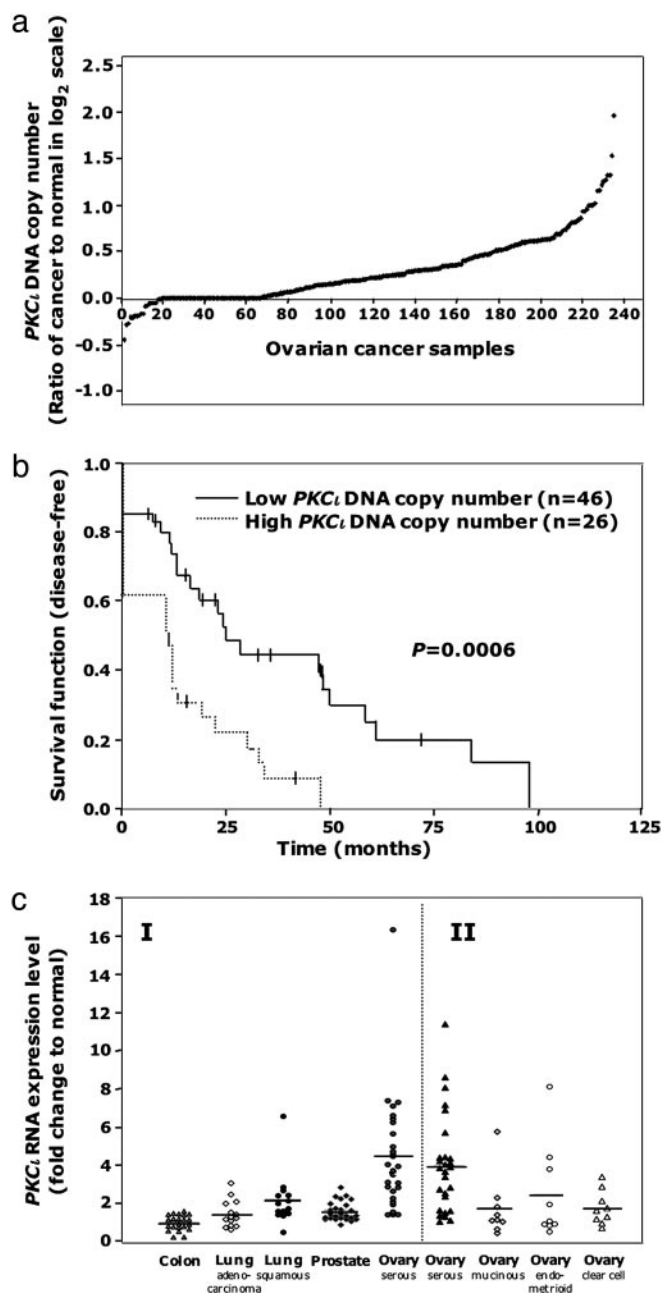 a
PKCι DNA copy number
(Ratio of cancer to normal in log2 scale)
2.5
2.0
1.5
1.0
0.5
0.0
-0.5
-1.0
20 40 60 80 100 120 140 160 180 200 220 240
Ovarian cancer samples
b
Survival function (disease-free)
1.0
0.8
0.6
0.4
0.2
0.0
Low PKCι DNA copy number (n=46)
High PKCι DNA copy number (n=26)
P=0.0006
0 25 50 75 100 125
Time (months)
c
PKCι RNA expression level
(fold change to normal)
18
16
14
12
10
8
6
4
2
0
I II
Colon Lung Lung Prostate Ovary Ovary Ovary Ovary Ovary
adeno- squamous serous serous mucinous endo- clear cell
carcinoma metrioid